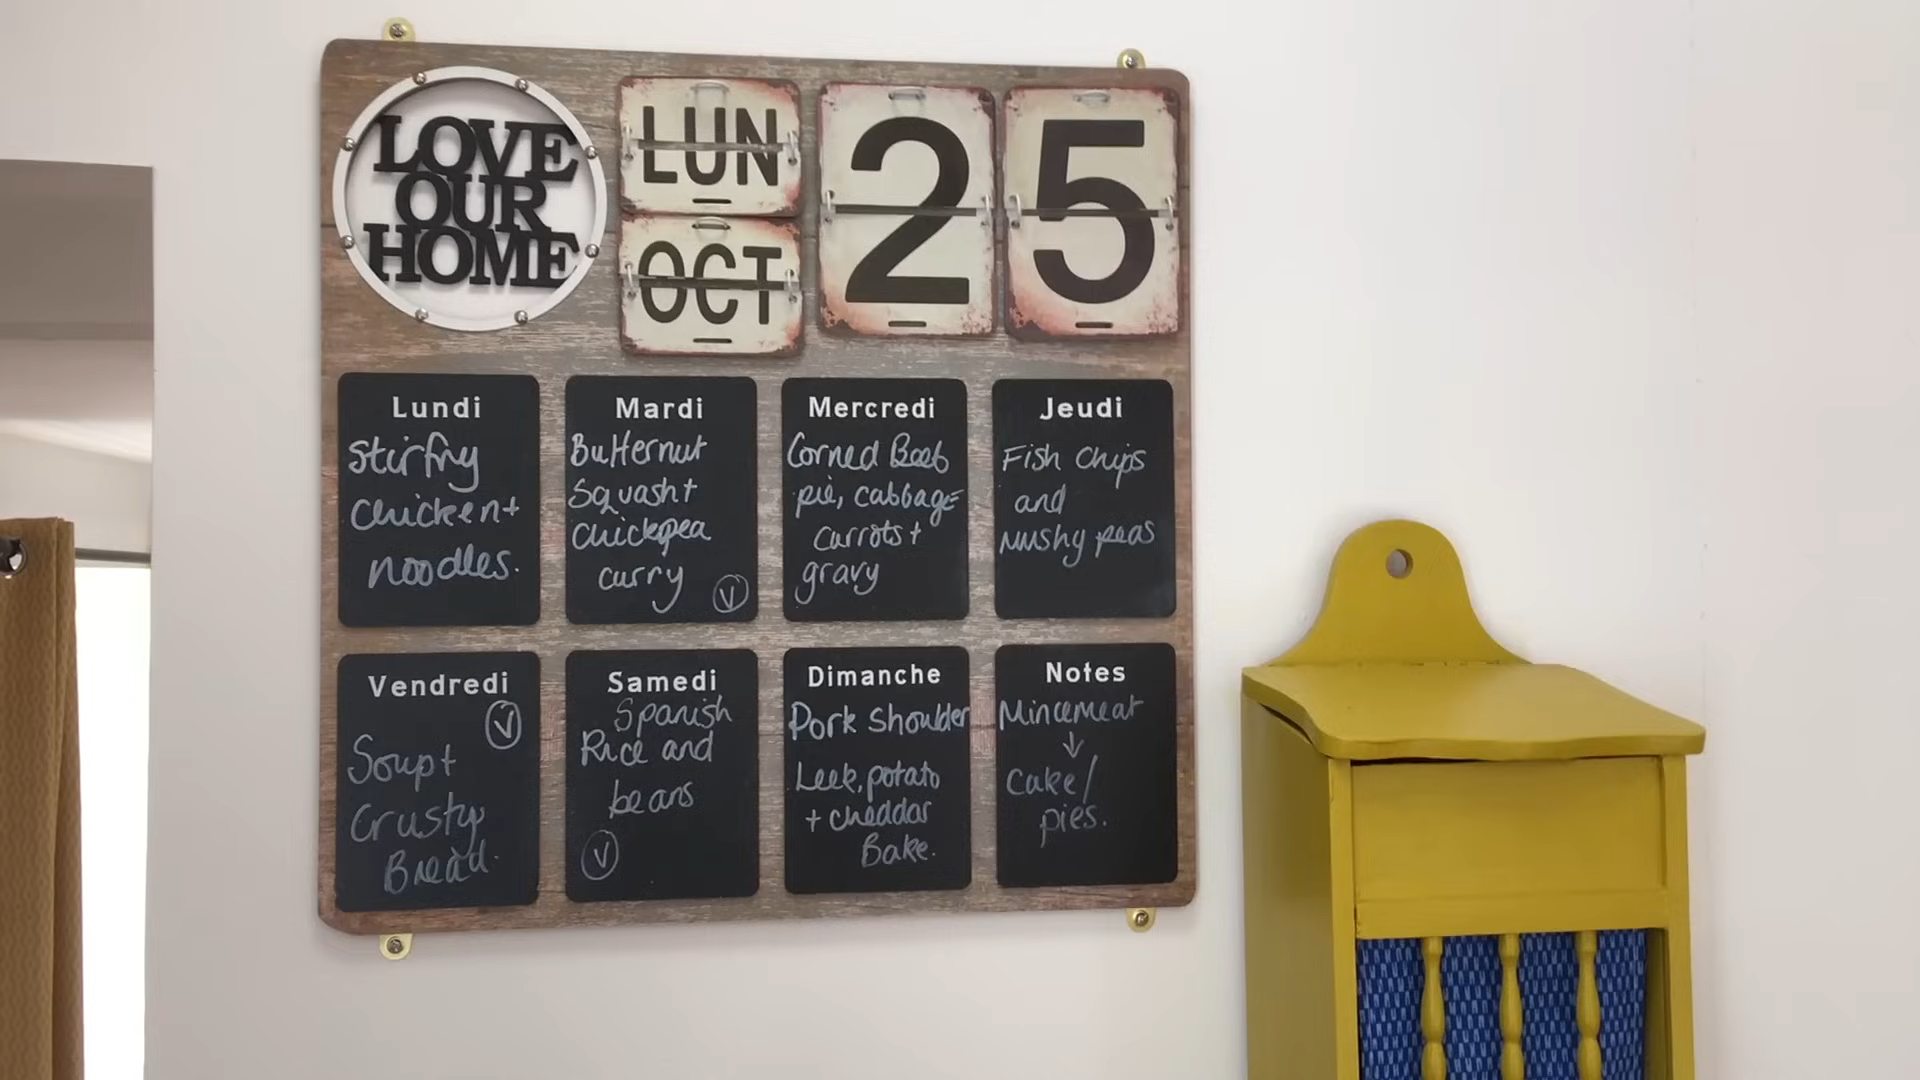 LOVE
OUR
HOME
LUN
OCT
25
Lundi
Stirfry
Chicken +
noodles.
Mardi
Butternut
Squash +
Chickpea
curry
V
Mercredi
Corned Beef
pie, cabbage
carrots +
gravy
Jeudi
Fish Chips
and
mushy peas
Vendredi
V
Soup +
Crusty
Bread.
Samedi
Spanish
Rice and
beans
V
Dimanche
Pork Shoulder
Leek, potato
+ cheddar
Bake.
Notes
Mincemeat
↓
Cake/
pies.